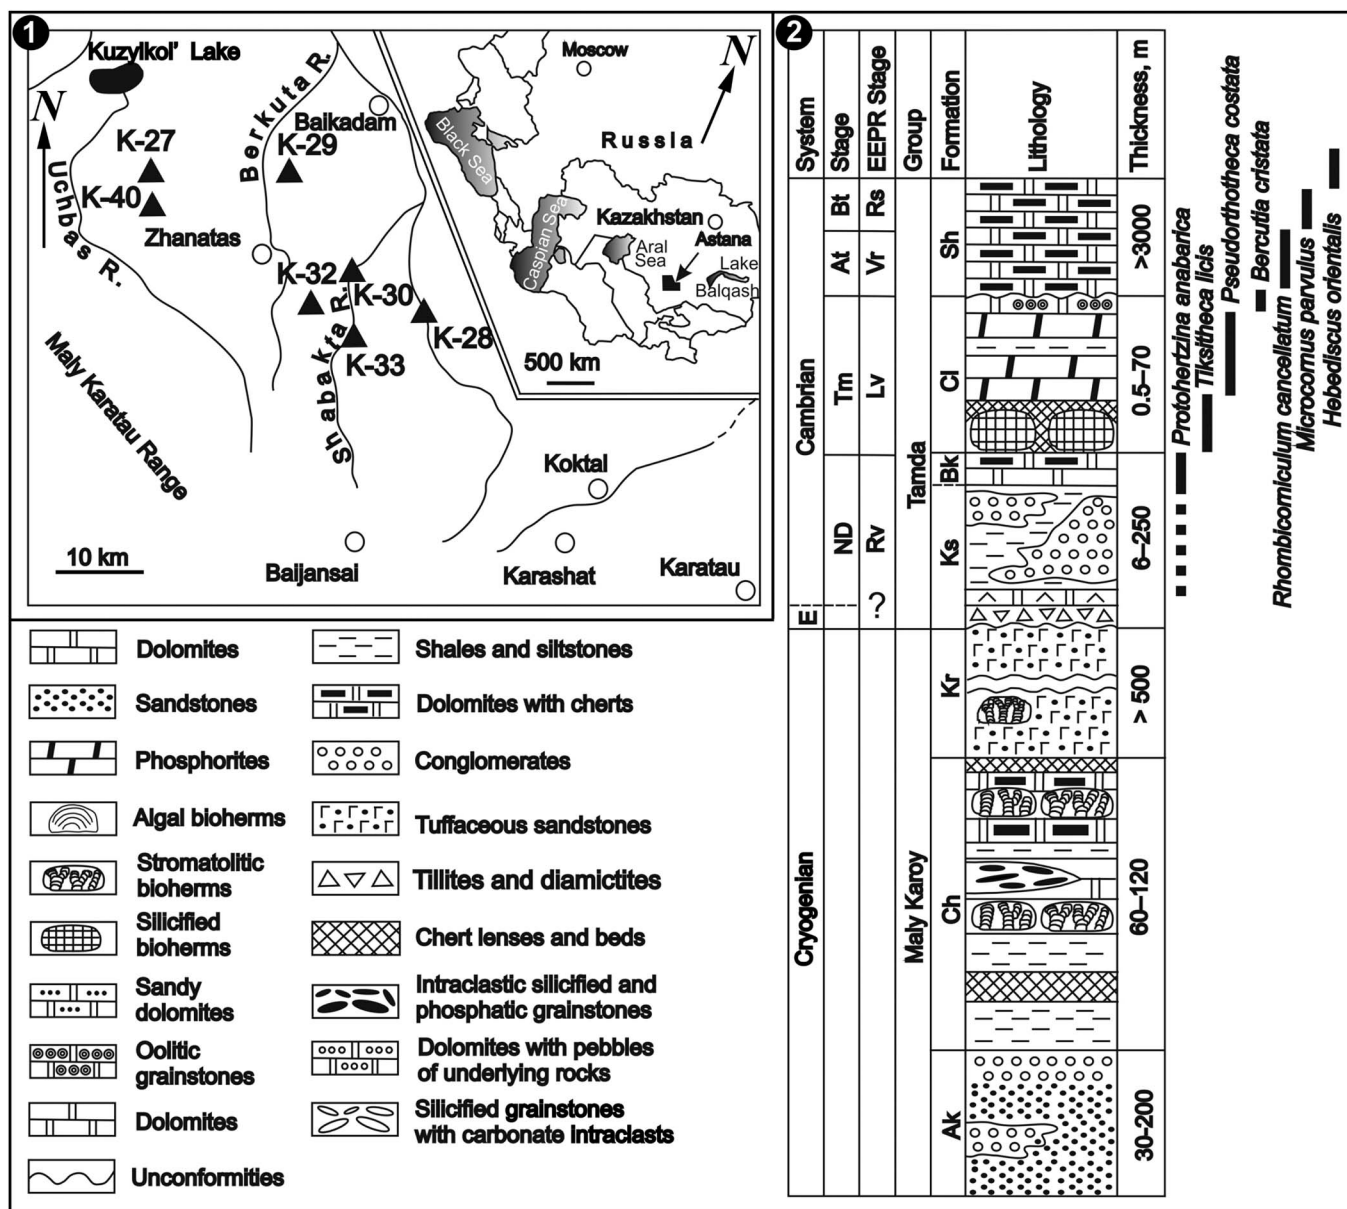 1
Kuzylkol' Lake
N
Uchbas R.
K-27
K-40
Zhanatas
Berkuta R.
K-29
Baikadam
K-32
K-30
K-28
K-33
Shabakta R.
Maly Karatau Range
Koktal
10 km
Baijansai
Karashat
Karatau
Moscow
N
Russia
Black Sea
Caspian Sea
Kazakhstan
Aral
Sea
Astana
Lake
Balqash
500 km
Dolomites
Sandstones
Phosphorites
Algal bioherms
Stromatolitic
bioherms
Silicified
bioherms
Sandy
dolomites
Oolitic
grainstones
Dolomites
Unconformities
Shales and siltstones
Dolomites with cherts
Conglomerates
Tuffaceous sandstones
Tillites and diamictites
Chert lenses and beds
Intraclastic silicified and
phosphatic grainstones
Dolomites with pebbles
of underlying rocks
Silicified grainstones
with carbonate intraclasts
2
System
Stage
EEPR Stage
Group
Formation
Lithology
Thickness, m
Cambrian
E
Cryogenian
Bt
At
Tm
ND
Rs
Vr
Lv
Rv
?
Tamda
Maly Karoy
Sh
Cl
Bk
Ks
Kr
Ch
Ak
>3000
0.5–70
6–250
> 500
60–120
30-200
Protohertzina anabarica
Tiksitheca licis
Pseudorthotheca costata
Bercutia cristata
Rhombicorniculum cancellatum
Microcornus parvulus
Hebediscus orientalis